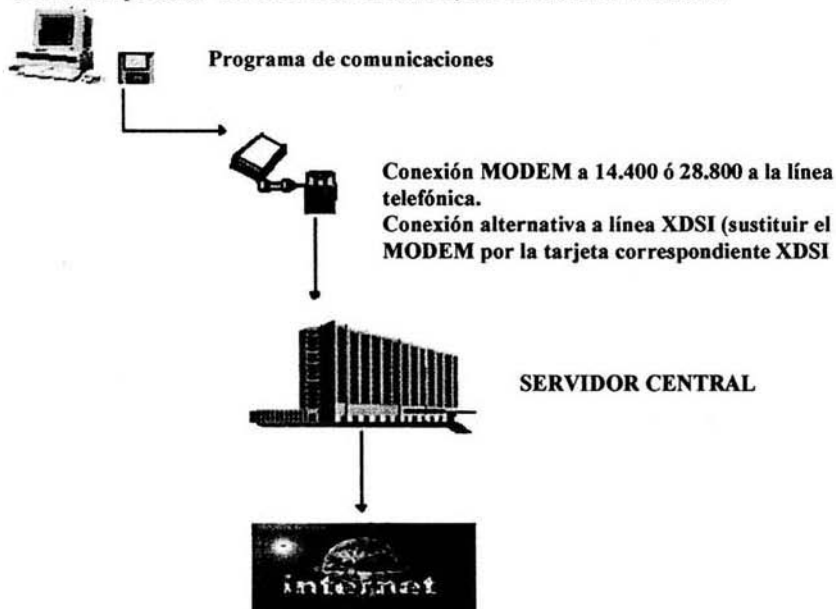 Programa de comunicaciones
Conexión MODEM a 14.400 ó 28.800 a la línea
telefónica.
Conexión alternativa a línea XDSI (sustituir el
MODEM por la tarjeta correspondiente XDSI
SERVIDOR CENTRAL
internet